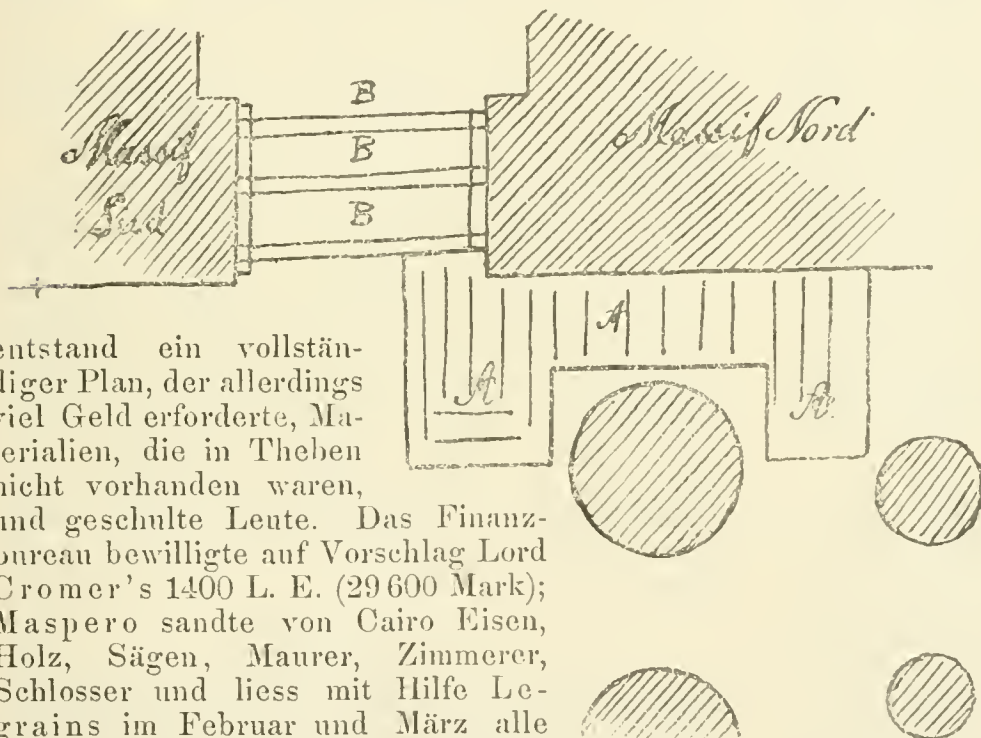 B
Massif Nord
Massif
B
Sud
B
A
A
A
entstand ein vollstän-
diger Plan, der allerdings
viel Geld erforderte, Ma-
terialien, die in Theben
nicht vorhanden waren,
und geschulte Leute. Das Finanz-
bureau bewilligte auf Vorschlag Lord
Cromer's 1400 L. E. (29 600 Mark);
Maspero sandte von Cairo Eisen,
Holz, Sägen, Maurer, Zimmerer,
Schlosser und liess mit Hilfe Le-
grains im Februar und März alle